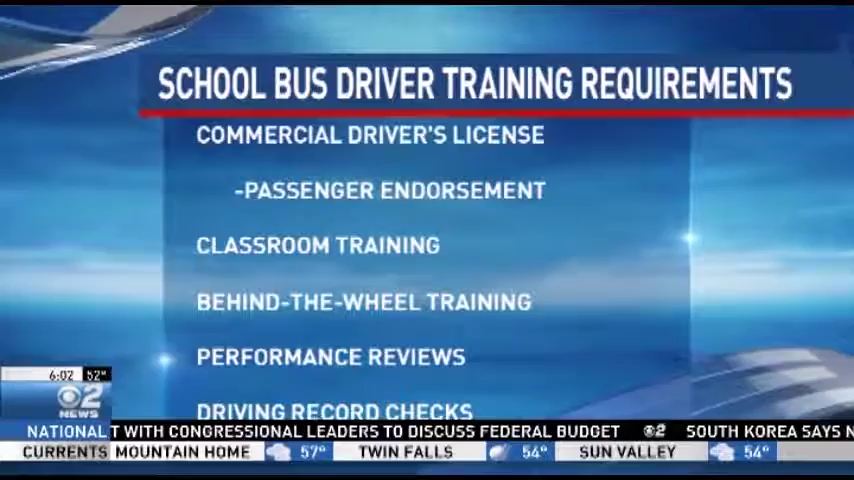 SCHOOL BUS DRIVER TRAINING REQUIREMENTS
COMMERCIAL DRIVER'S LICENSE
-PASSENGER ENDORSEMENT
CLASSROOM TRAINING
BEHIND-THE-WHEEL TRAINING
PERFORMANCE REVIEWS
DRIVING RECORD CHECKS
6:02 52°
2
NEWS
NATIONAL T WITH CONGRESSIONAL LEADERS TO DISCUSS FEDERAL BUDGET 2 SOUTH KOREA SAYS N
CURRENTS MOUNTAIN HOME 57° TWIN FALLS 54° SUN VALLEY 54°